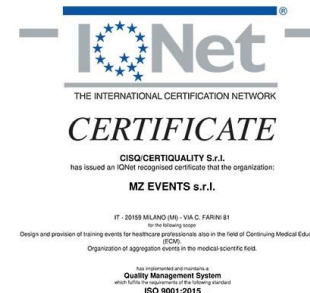 ®
IQNet
THE INTERNATIONAL CERTIFICATION NETWORK
CERTIFICATE
CISQ/CERTIQUALITY S.r.l.
has issued an IQNet recognised certificate that the organization:
MZ EVENTS s.r.l.
IT - 20159 MILANO (MI) - VIA C. FARINI 81
for the following scope
Design and provision of training events for healthcare professionals also in the field of Continuing Medical Educ
(ECM).
Organization of aggregation events in the medical-scientific field.
has implemented and maintains a
Quality Management System
which fulfills the requirements of the following standard
ISO 9001:2015